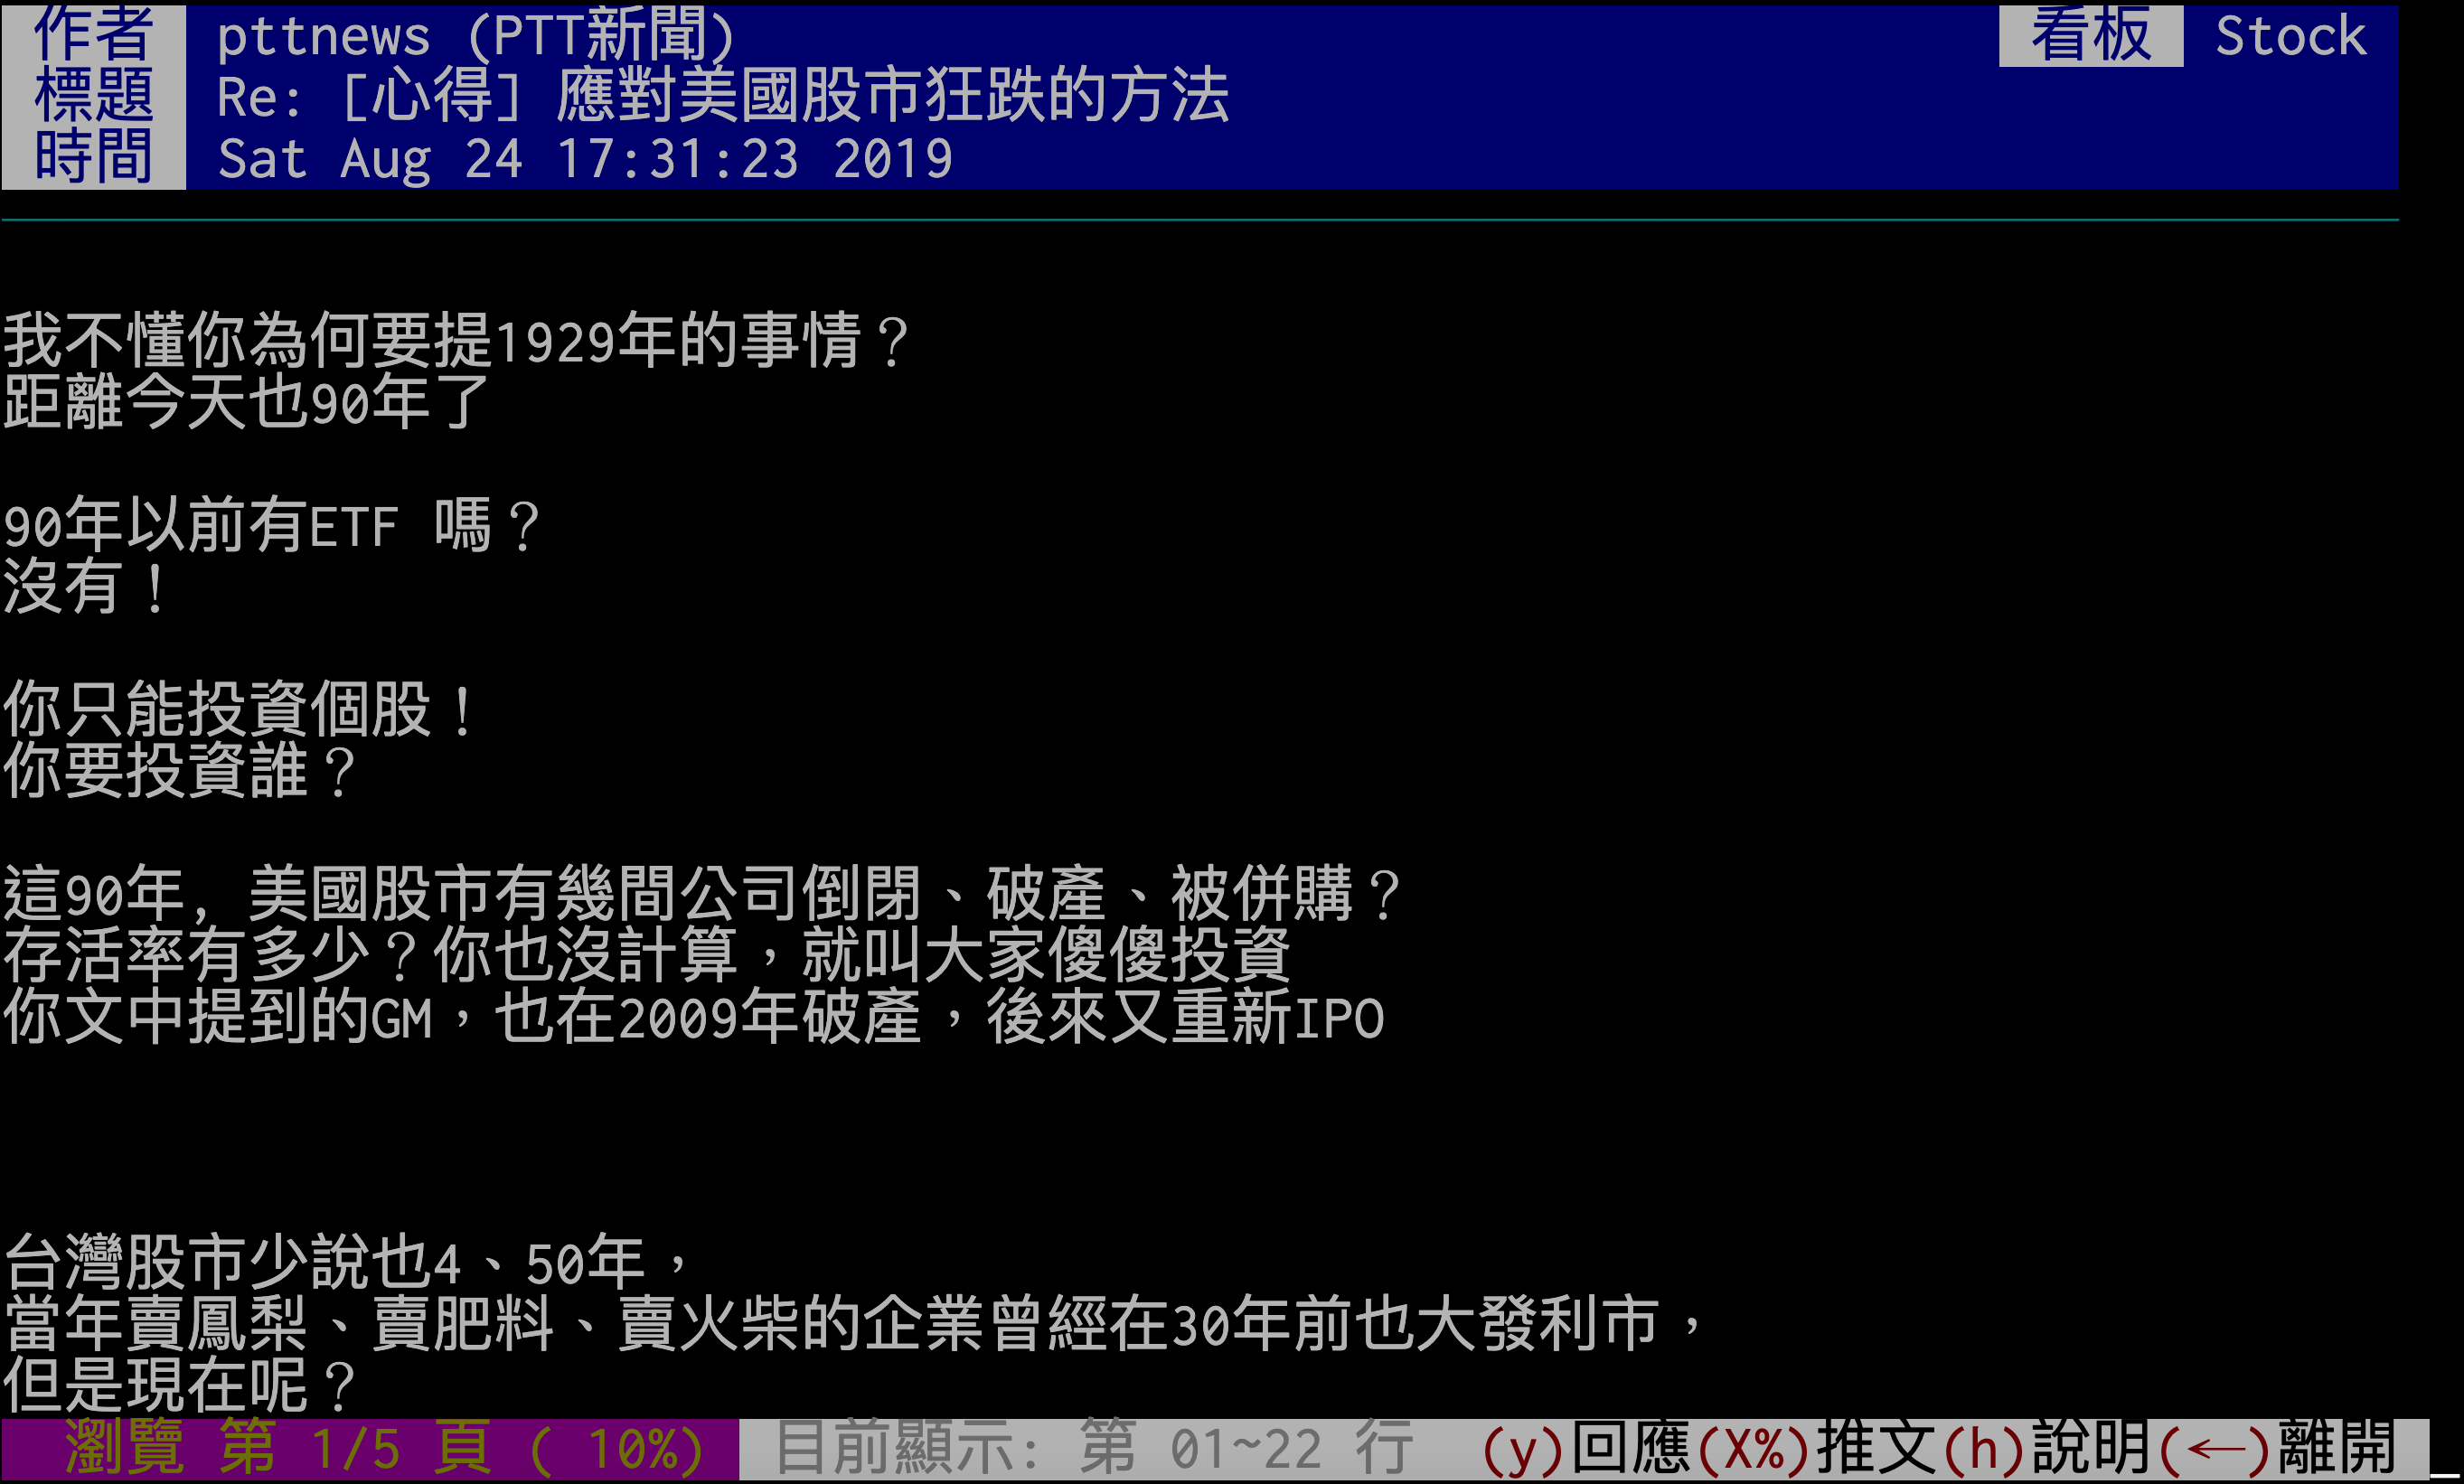 作者 pttnews (PTT新聞) 看板 Stock
標題 Re: [心得] 應對美國股市狂跌的方法
時間 Sat Aug 24 17:31:23 2019
我不懂你為何要提1929年的事情？
距離今天也90年了
90年以前有ETF 嗎？
沒有！
你只能投資個股！
你要投資誰？
這90年, 美國股市有幾間公司倒閉、破產、被併購？
存活率有多少？你也沒計算，就叫大家傻傻投資
你文中提到的GM，也在2009年破產，後來又重新IPO
台灣股市少說也4、50年，
當年賣鳳梨、賣肥料、賣火柴的企業曾經在30年前也大發利市，
但是現在呢？
瀏覽 第 1/5 頁 ( 10%) 目前顯示: 第 01~22 行 (y)回應(X%)推文(h)說明(←)離開